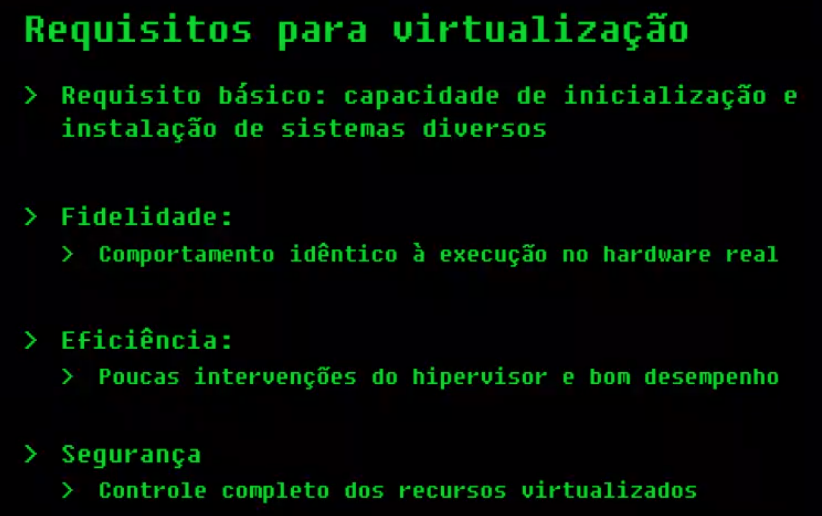 Requisitos para virtualização
> Requisito básico: capacidade de inicialização e
instalação de sistemas diversos
> Fidelidade:
> Comportamento idêntico à execução no hardware real
> Eficiência:
> Poucas intervenções do hipervisor e bom desempenho
> Segurança
> Controle completo dos recursos virtualizados